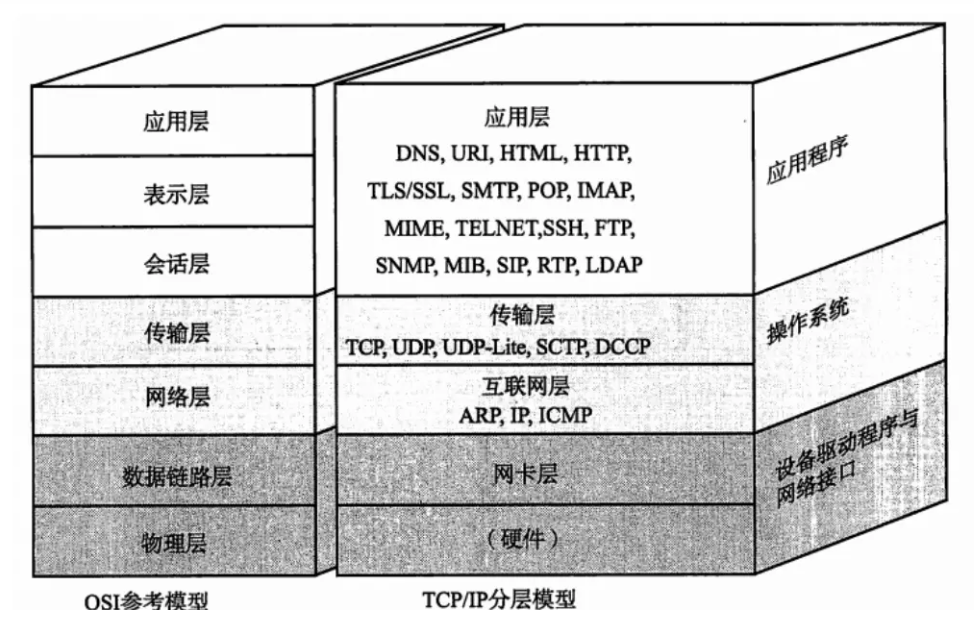 应用层
表示层
会话层
传输层
网络层
数据链路层
物理层
OSI参考模型
应用层
DNS, URI, HTML, HTTP,
TLS/SSL, SMTP, POP, IMAP,
MIME, TELNET,SSH, FTP,
SNMP, MIB, SIP, RTP, LDAP
传输层
TCP, UDP, UDP-Lite, SCTP, DCCP
互联网层
ARP, IP, ICMP
网卡层
（硬件）
TCP/IP分层模型
应用程序
操作系统
设备驱动程序与
网络接口